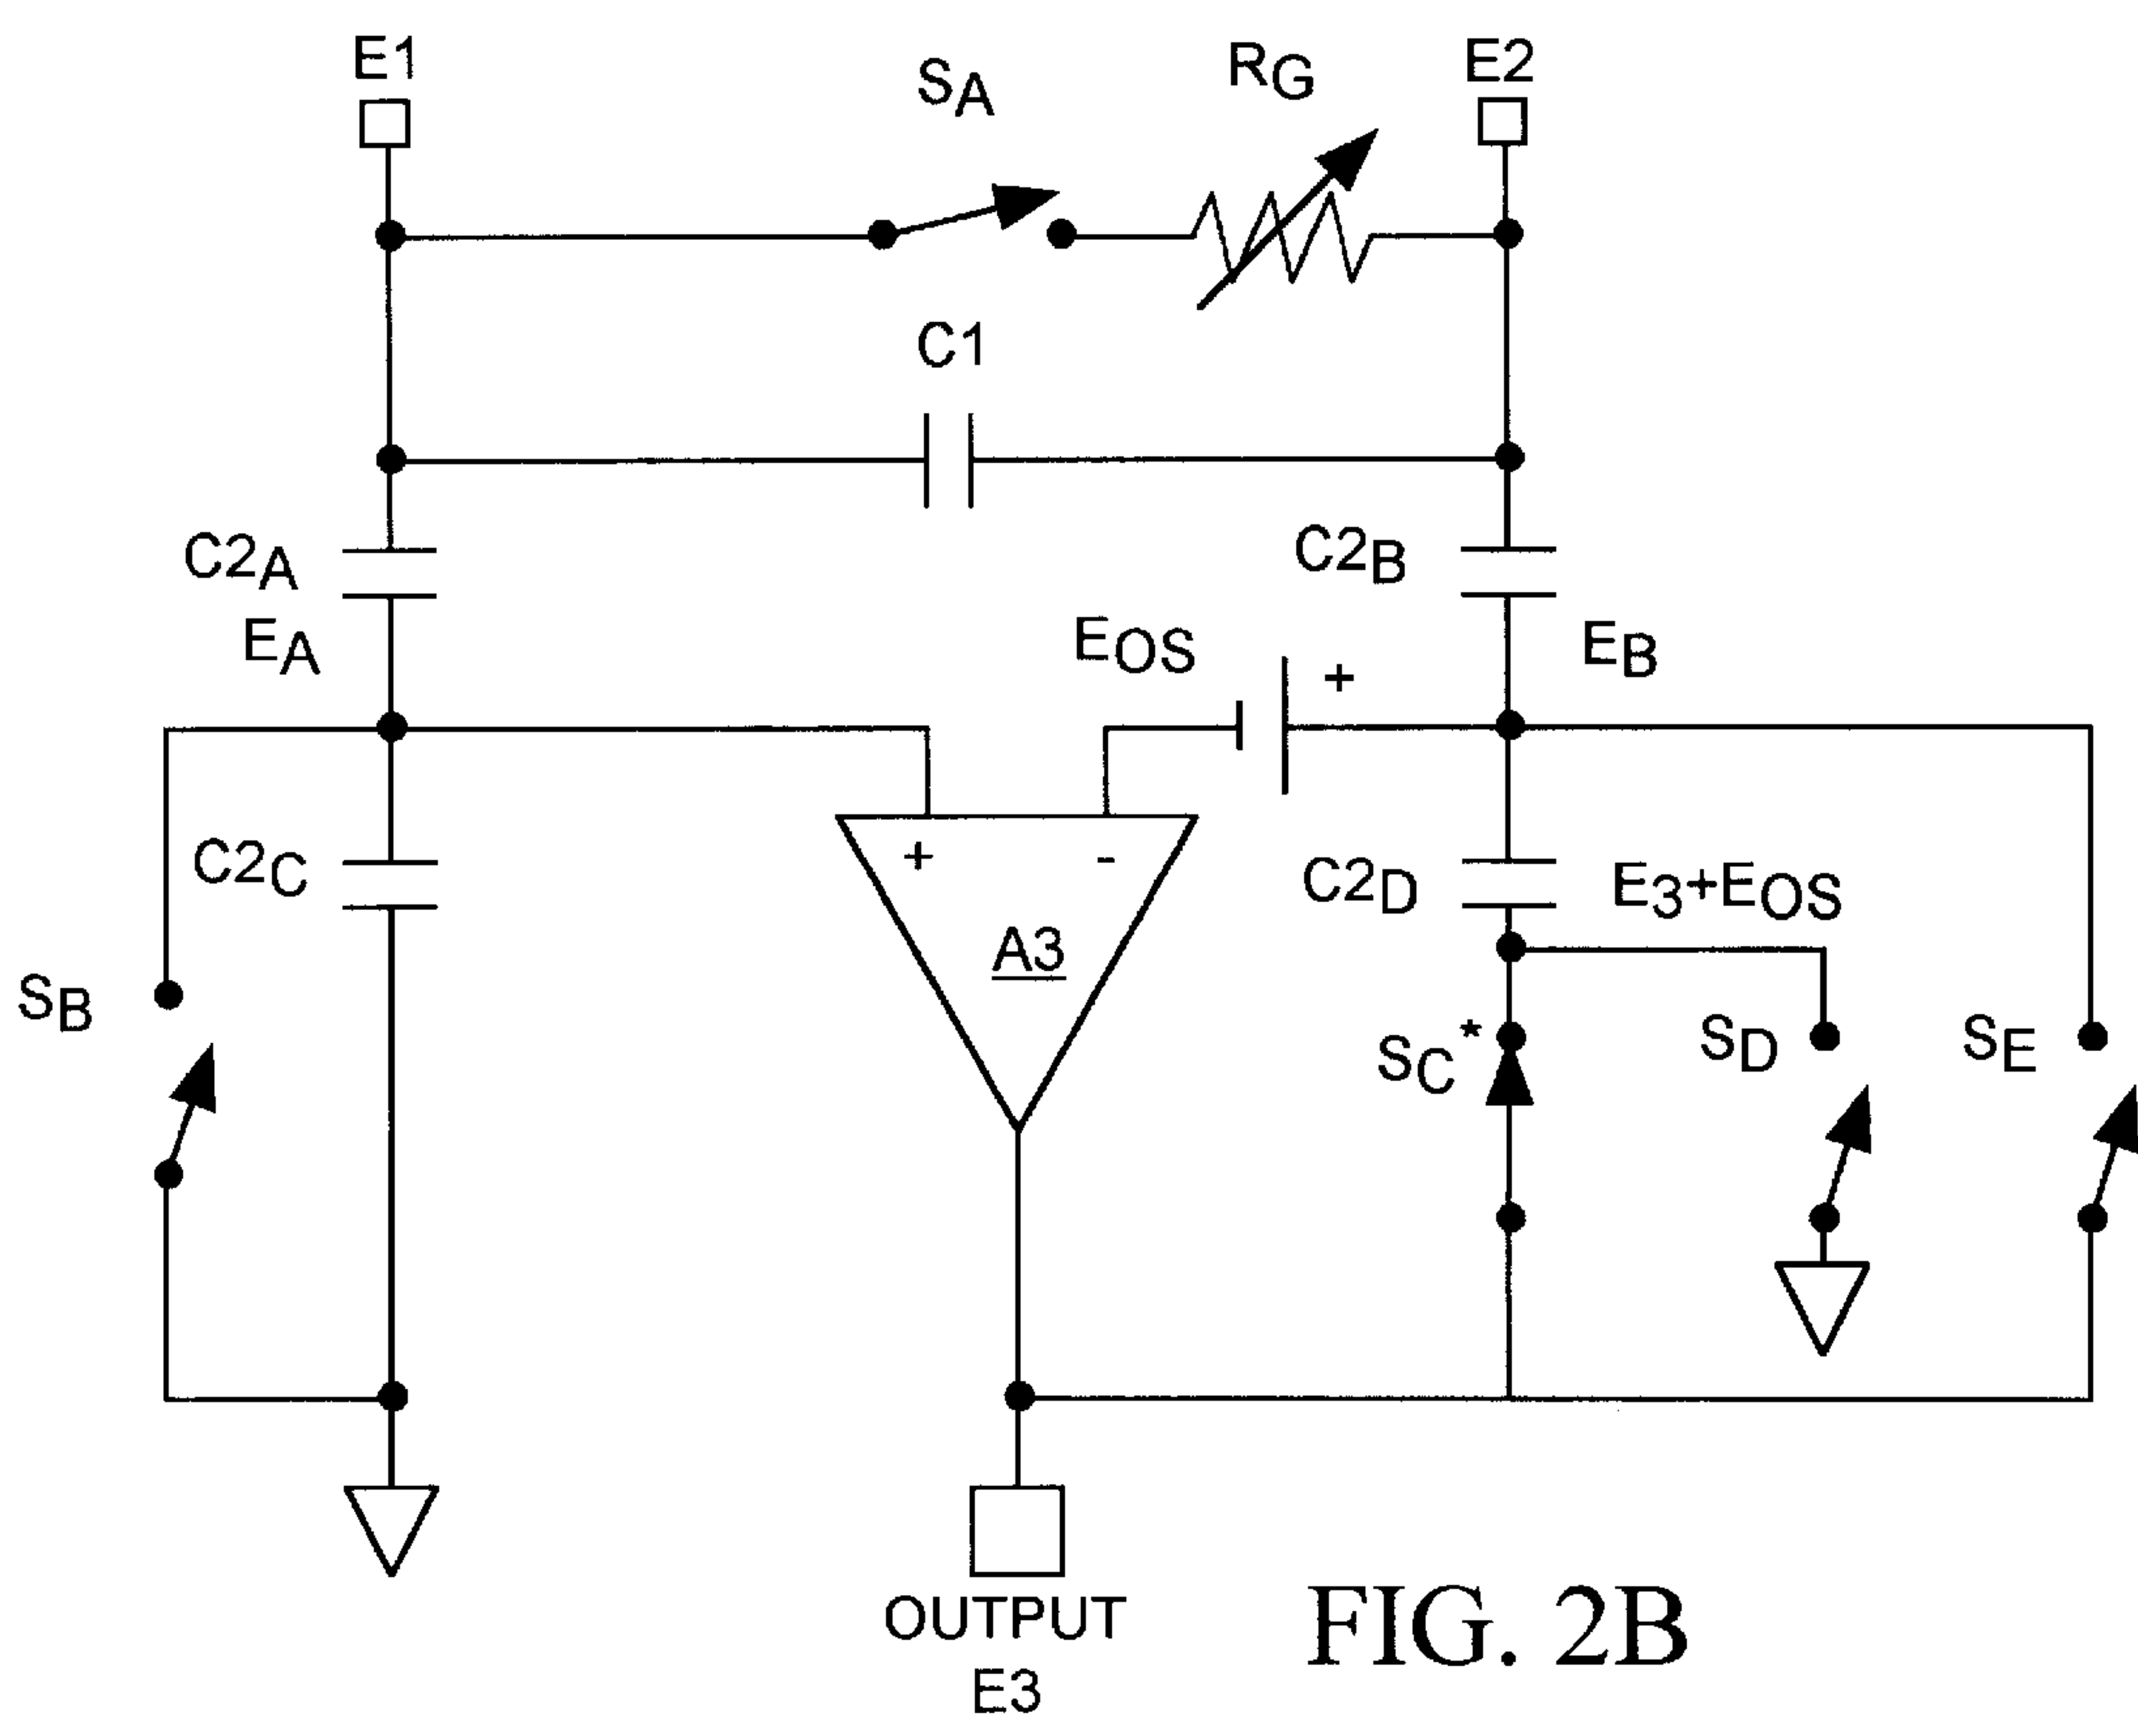 E1
SA
RG
E2
C1
C2A
C2B
EA
EOS
+
EB
+
-
C2C
A3
C2D
E3+EOS
SB
SC*
SD
SE
OUTPUT
E3
FIG. 2B